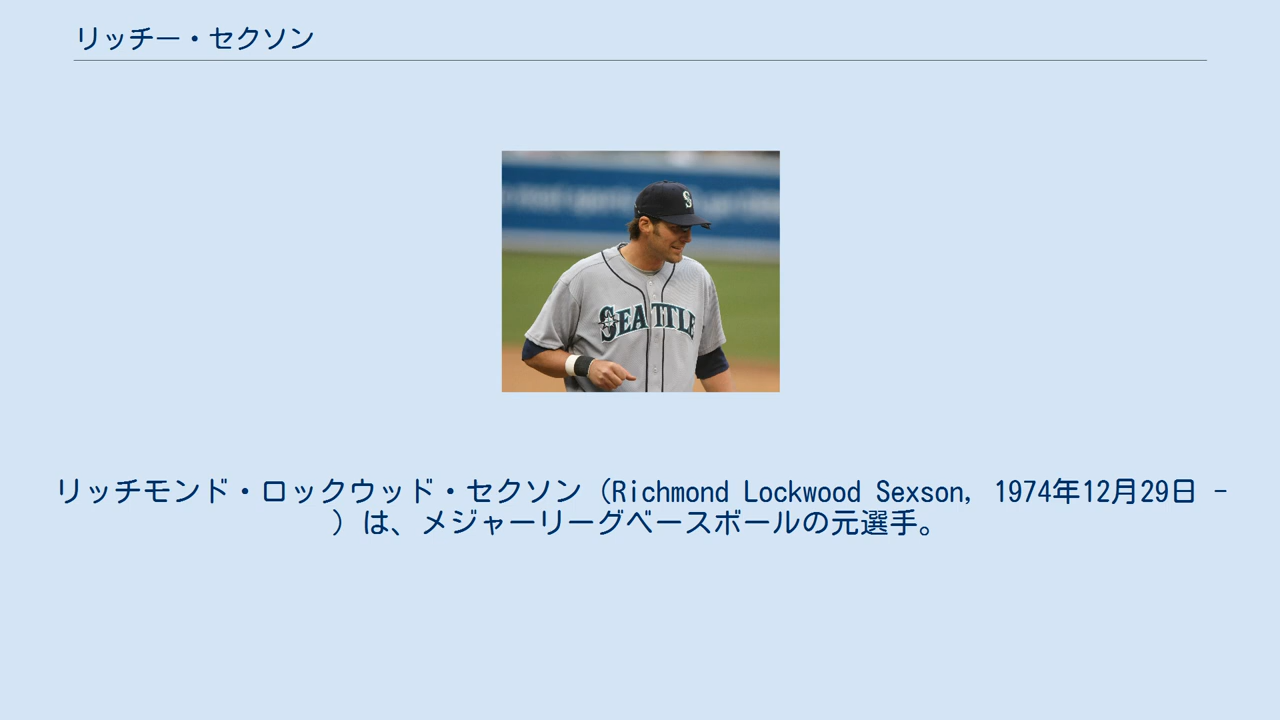 リッチー・セクソン
S
SEATTLE
リッチモンド・ロックウッド・セクソン（Richmond Lockwood Sexson, 1974年12月29日 -
）は、メジャーリーグベースボールの元選手。